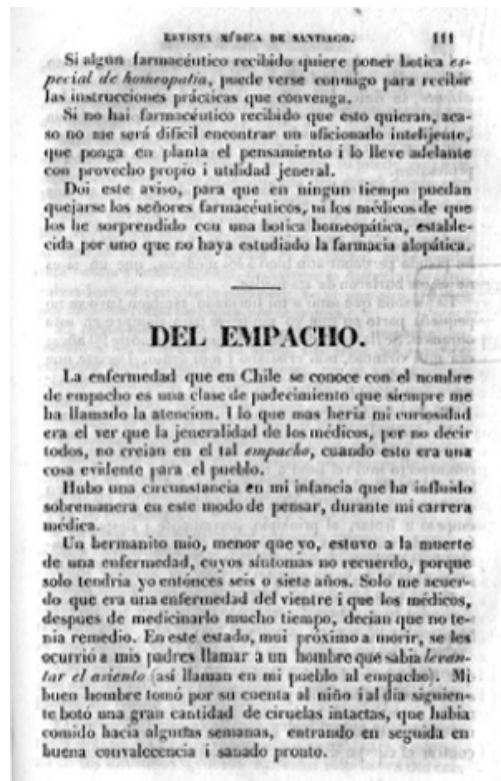 REVISTA MÉDICA DE SANTIAGO. 111
Si algún farmacéutico recibido quiere poner botica es-
pecial de homeopatía, puede verse conmigo para recibir
las instrucciones prácticas que convenga.
Si no hai farmacéutico recibido que esto quieran, aca-
so no me será dificil encontrar un aficionado intelijente,
que ponga en planta el pensamiento i lo lleve adelante
con provecho propio i utilidad jeneral.
Doi este aviso, para que en ningun tiempo puedan
quejarse los señores farmacéuticos, ni los médicos de que
los he sorprendido con una botica homeopática, estable-
cida por uno que no haya estudiado la farmacia alopática.
DEL EMPACHO.
La enfermedad que en Chile se conoce con el nombre
de empacho es una clase de padecimiento que siempre me
ha llamado la atencion. I lo que mas heria mi curiosidad
era el ver que la jeneralidad de los médicos, por no decir
todos, no creian en el tal empacho, cuando esto era una
cosa evidente para el pueblo.
Hubo una circunstancia en mi infancia que ha influido
sobremanera en este modo de pensar, durante mi carrera
médica.
Un hermanito mio, menor que yo, estuvo a la muerte
de una enfermedad, cuyos síntomas no recuerdo, porque
solo tendria yo entónces seis o siete años. Solo me acuer-
do que era una enfermedad del vientre i que los médicos,
despues de medicinarlo mucho tiempo, decian que no te-
nia remedio. En este estado, mui próximo a morir, se les
ocurrió a mis padres llamar a un hombre que sabia levan-
tar el asiento (así llaman en mi pueblo al empacho). Mi
buen hombre tomó por su cuenta al niño i al dia siguien-
te botó una gran cantidad de ciruelas intactas, que habia
comido hacia algunas semanas, entrando en seguida en
buena convalecencia i sanado pronto.